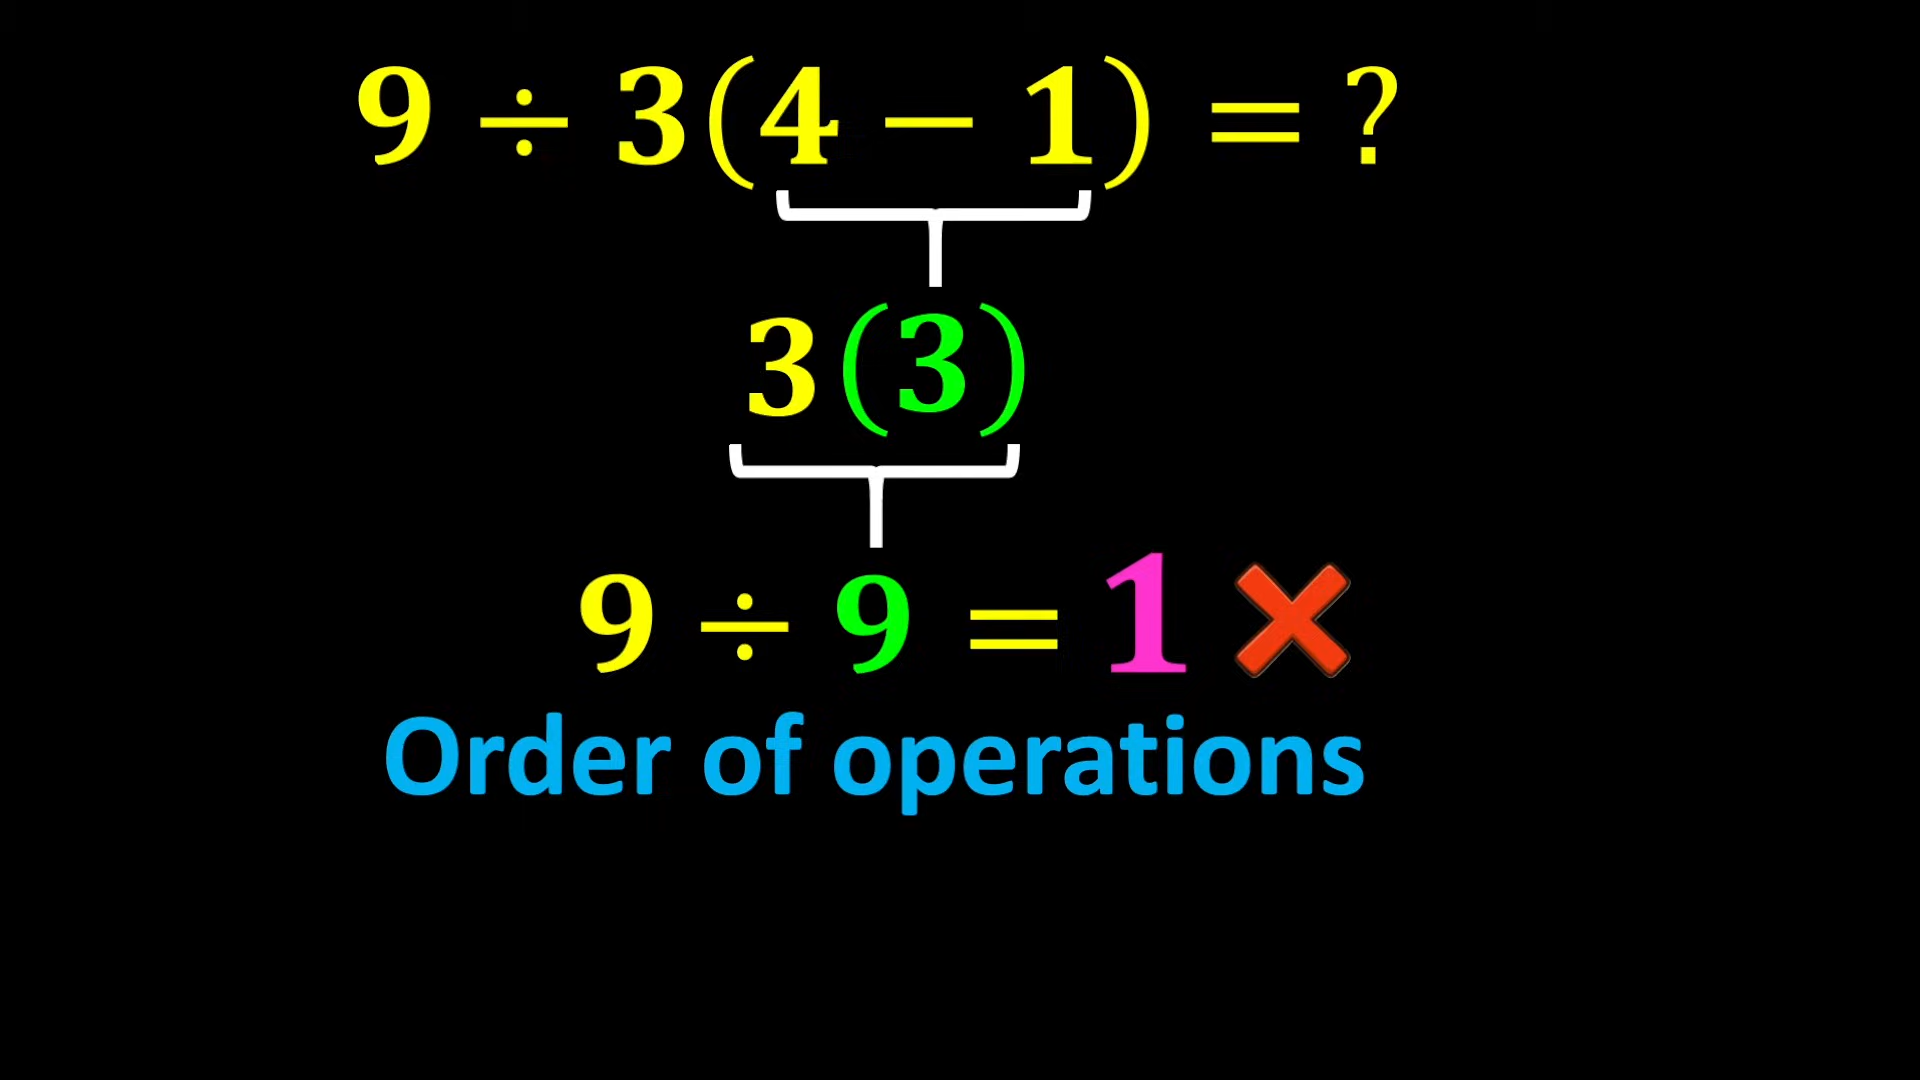 9 ÷ 3(4 − 1) = ?
3(3)
9 ÷ 9 = 1
Order of operations